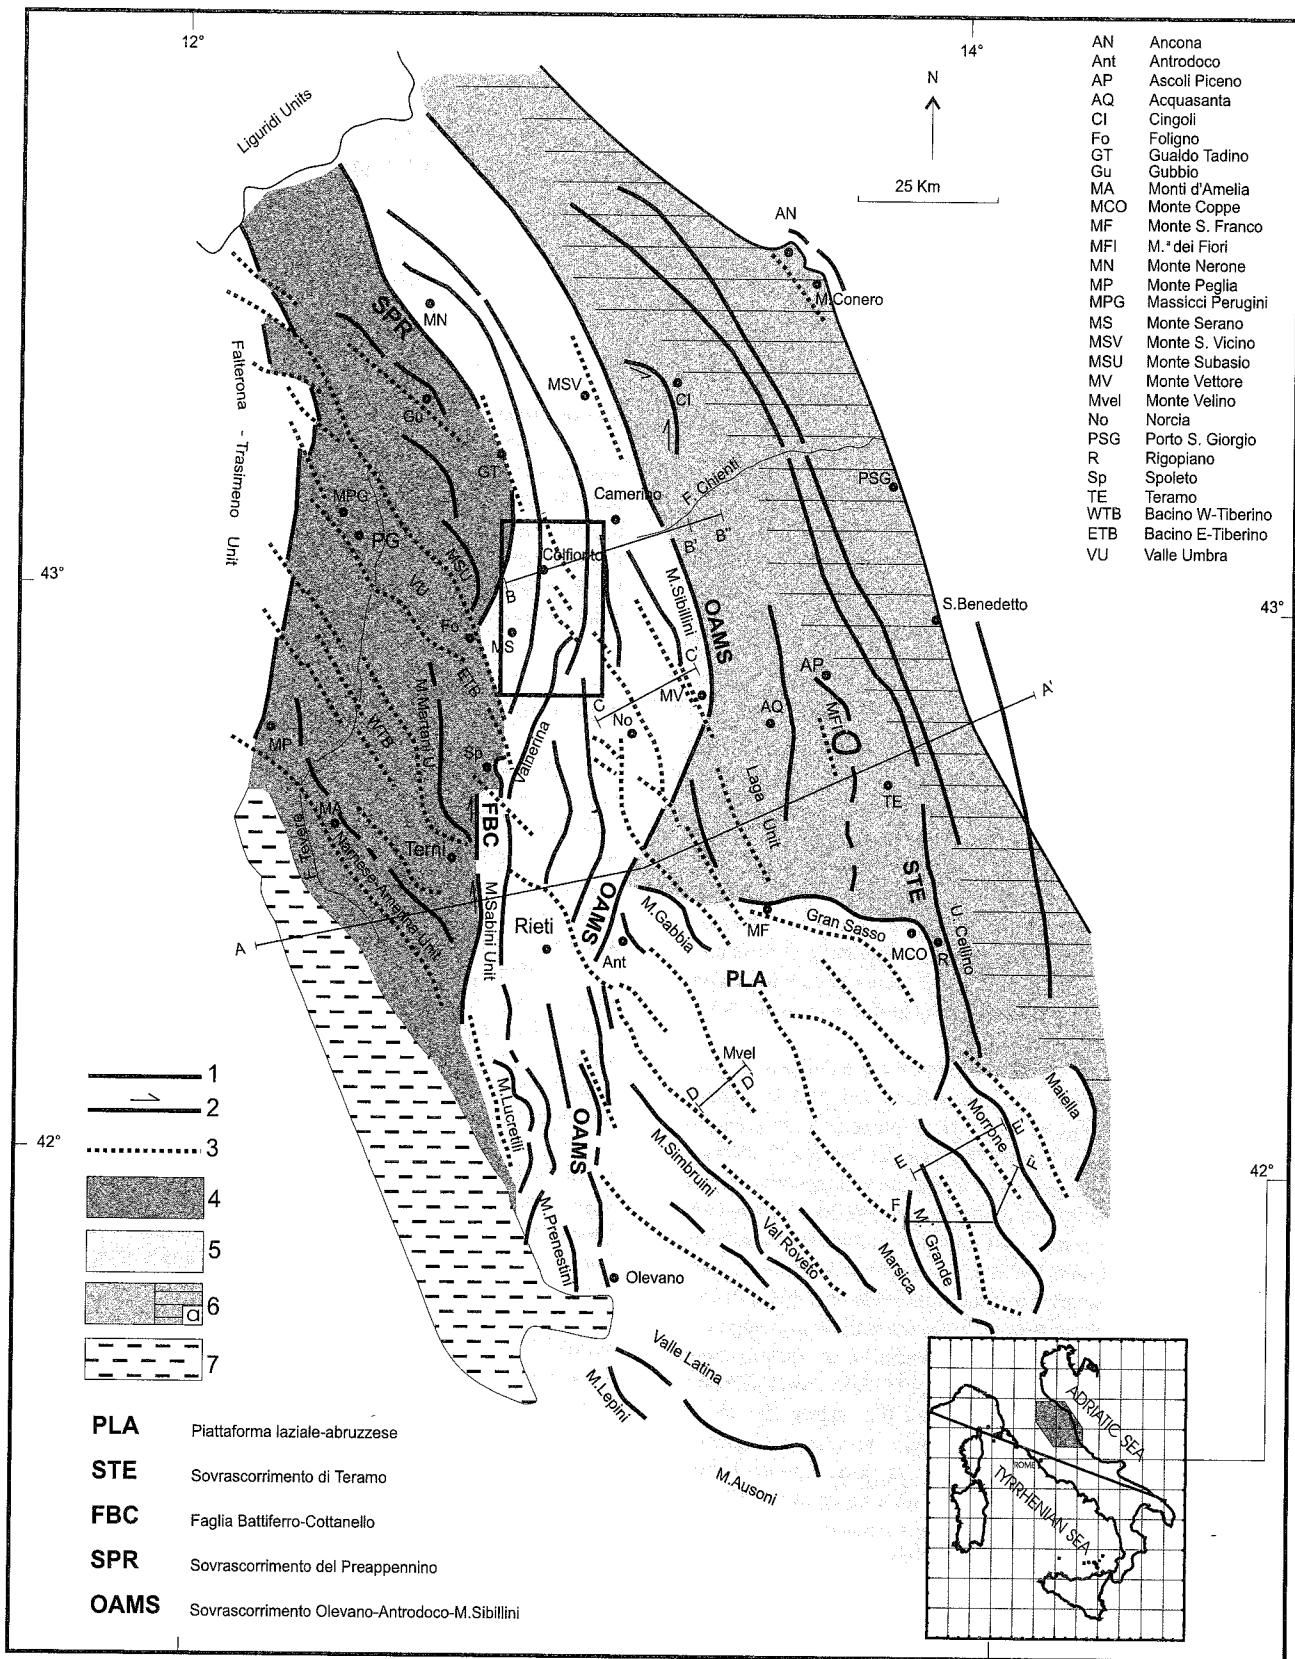 12°
14°
AN Ancona
Ant Antrodoco
AP Ascoli Piceno
AQ Acquasanta
CI Cingoli
Fo Foligno
GT Gualdo Tadino
Gu Gubbio
MA Monti d'Amelia
MCO Monte Coppe
MF Monte S. Franco
MFI M.ª dei Fiori
MN Monte Nerone
MP Monte Peglia
MPG Massicci Perugini
MS Monte Serano
MSV Monte S. Vicino
MSU Monte Subasio
MV Monte Vettore
Mvel Monte Velino
No Norcia
PSG Porto S. Giorgio
R Rigopiano
Sp Spoleto
TE Teramo
WTB Bacino W-Tiberino
ETB Bacino E-Tiberino
VU Valle Umbra
N
25 Km
Liguridi Units
AN
M.Conero
SPR
MN
Falterona - Trasimeno Unit
MSV
CI
Gu
GT
F. Chienti
PSG
MPG
Camerino
PG
B' B''
Colfiorito
MSU
VU
B
43°
43°
M.Sibillini
OAMS
S.Benedetto
Fo
MS
ETB
C'
AP
A'
MV
M.Martani U.
C
No
AQ
MFI
MP
WTB
Valnerina
Sp
Laga Unit
TE
MA
FBC
F. Tevere
Terni
Narnese-Amerina Unit
STE
OAMS
M.Gabbia
A
M.Sabini Unit
Rieti
MF
Gran Sasso
Ant
MCO
R
U. Cellino
PLA
Mvel
D'
D
M.Lucretili
OAMS
M.Simbruini
Morrone
Maiella
E'
E
F'
F
42°
42°
M.Prenestini
Val Roveto
Marsica
M. Grande
Olevano
Valle Latina
M.Lepini
M.Ausoni
1
2
3
4
5
6
a
7
PLA Piattaforma laziale-abruzzese
STE Sovrascorrimento di Teramo
FBC Faglia Battiferro-Cottanello
SPR Sovrascorrimento del Preappennino
OAMS Sovrascorrimento Olevano-Antrodoco-M.Sibillini
ADRIATIC SEA
ROME
TYRRHENIAN SEA